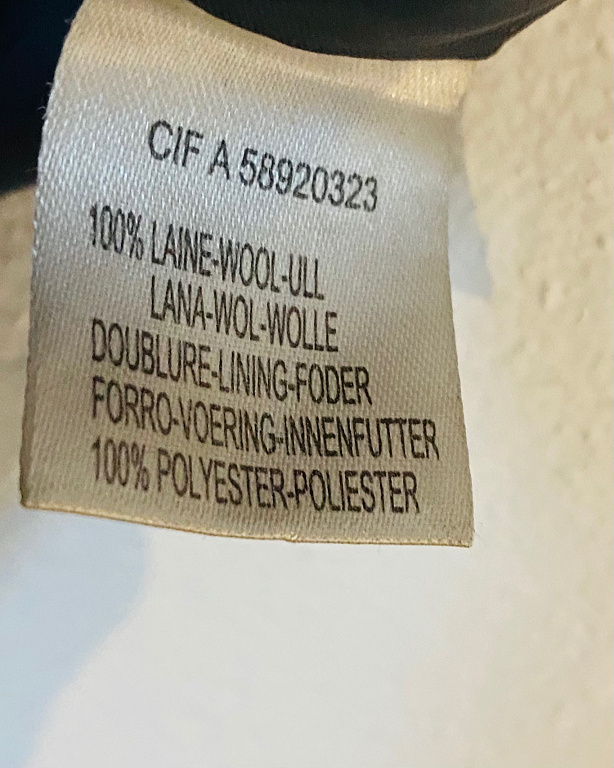 CIF A 58920323
100% LAINE-WOOL-ULL
LANA-WOL-WOLLE
DOUBLURE-LINING-FODER
FORRO-VOERING-INNENFUTTER
100% POLYESTER-POLIESTER